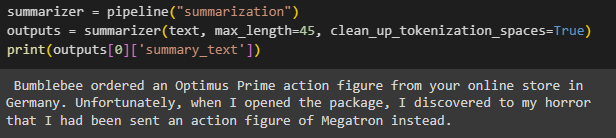 summarizer = pipeline("summarization")
outputs = summarizer(text, max_length=45, clean_up_tokenization_spaces=True)
print(outputs[0]['summary_text'])
Bumblebee ordered an Optimus Prime action figure from your online store in
Germany. Unfortunately, when I opened the package, I discovered to my horror
that I had been sent an action figure of Megatron instead.